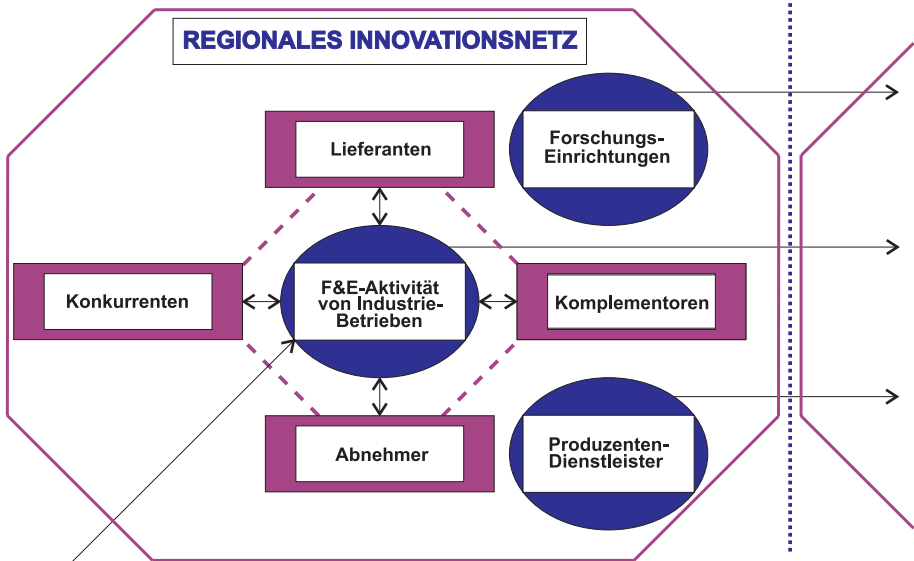 REGIONALES INNOVATIONSNETZ
Forschungs-
Einrichtungen
Lieferanten
Konkurrenten
F&E-Aktivität
von Industrie-
Betrieben
Komplementoren
Abnehmer
Produzenten-
Dienstleister